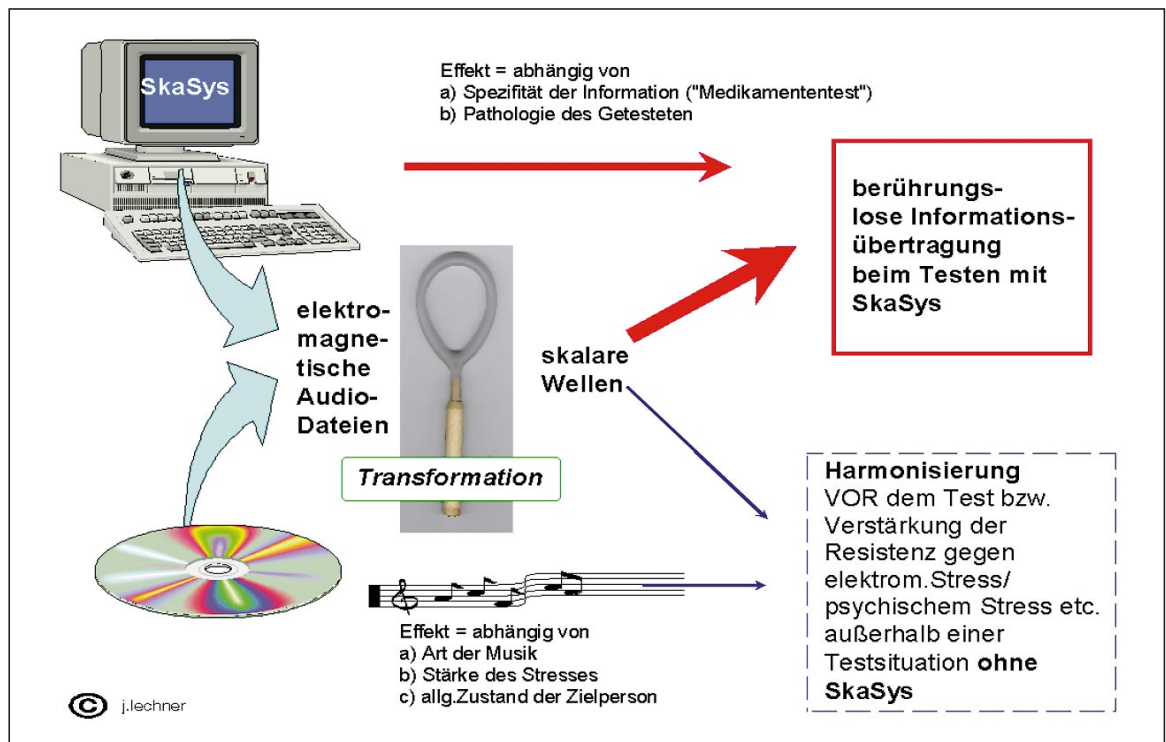 SkaSys
Effekt = abhängig von
a) Spezifität der Information ("Medikamententest")
b) Pathologie des Getesteten
berührungs-
lose Informations-
übertragung
beim Testen mit
SkaSys
elektro-
magne-
tische
Audio-
Dateien
skalare
Wellen
Transformation
Harmonisierung
VOR dem Test bzw.
Verstärkung der
Resistenz gegen
elektrom.Stress/
psychischem Stress etc.
außerhalb einer
Testsituation ohne
SkaSys
Effekt = abhängig von
a) Art der Musik
b) Stärke des Stresses
c) allg.Zustand der Zielperson
© j.lechner